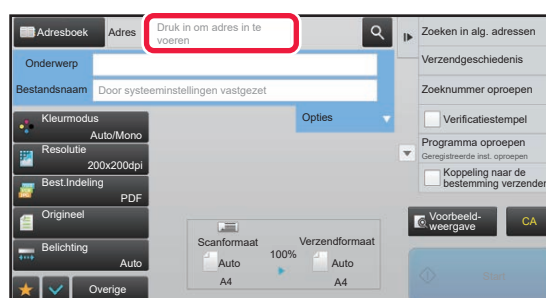 Adresboek
Adres
Druk in om adres in te
voeren
Zoeken in alg. adressen
Onderwerp
Verzendgeschiedenis
Bestandsnaam
Door systeeminstellingen vastgezet
Zoeknummer oproepen
Kleurmodus
Auto/Mono
Opties
Verificatiestempel
Resolutie
200x200dpi
Programma oproepen
Geregistreerde inst. oproepen
Best.Indeling
PDF
Koppeling naar de
bestemming verzenden
Origineel
Voorbeeld-
weergave
CA
Scanformaat
100%
Verzendformaat
Belichting
Auto
Auto
Auto
A4
A4
Overige
Start